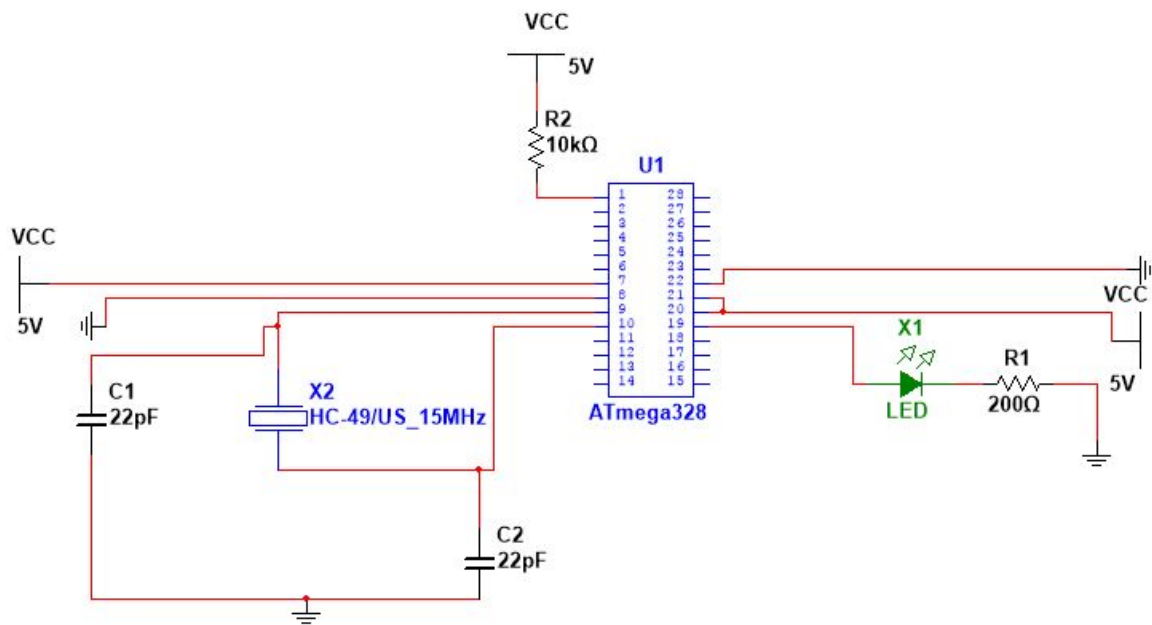 VCC
5V
R2
10kΩ
U1
1 28
2 27
3 26
4 25
5 24
6 23
7 22
8 21
9 20
10 19
11 18
12 17
13 16
14 15
ATmega328
VCC
5V
C1
22pF
X2
HC-49/US_15MHz
C2
22pF
X1
LED
R1
200Ω
VCC
5V